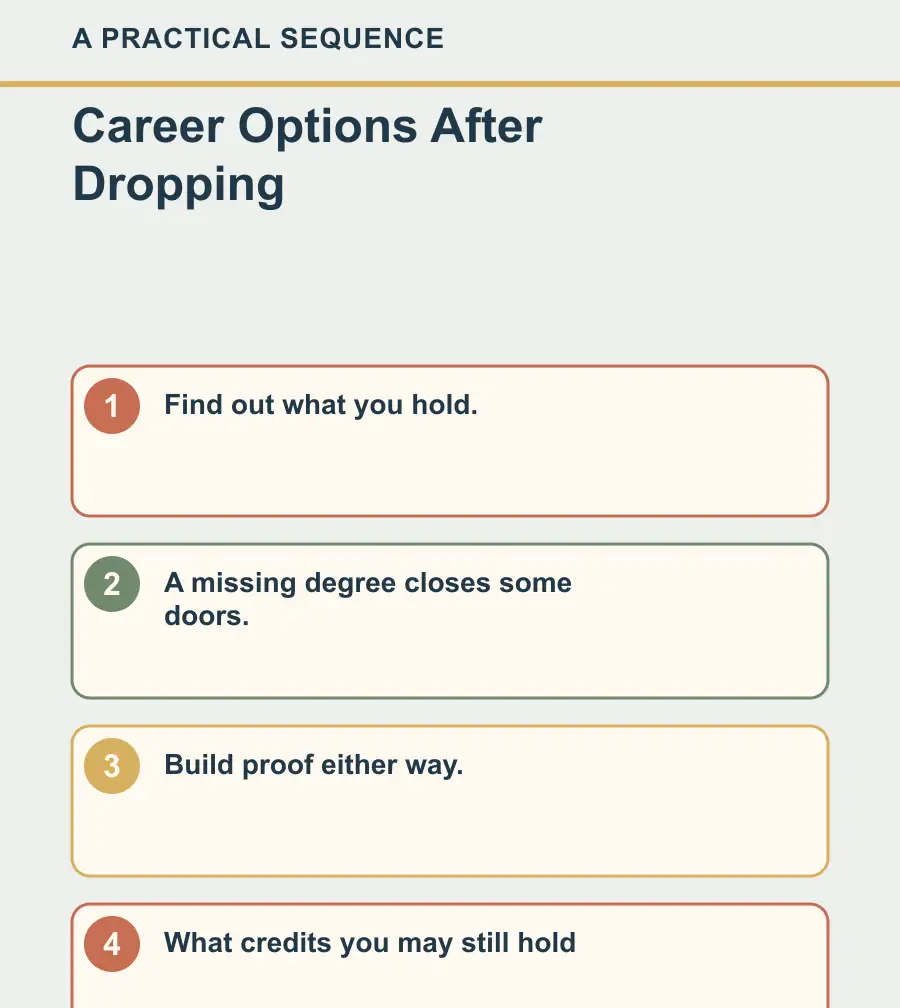 A PRACTICAL SEQUENCE
Career Options After
Dropping
1
Find out what you hold.
2
A missing degree closes some
doors.
3
Build proof either way.
4
What credits you may still hold